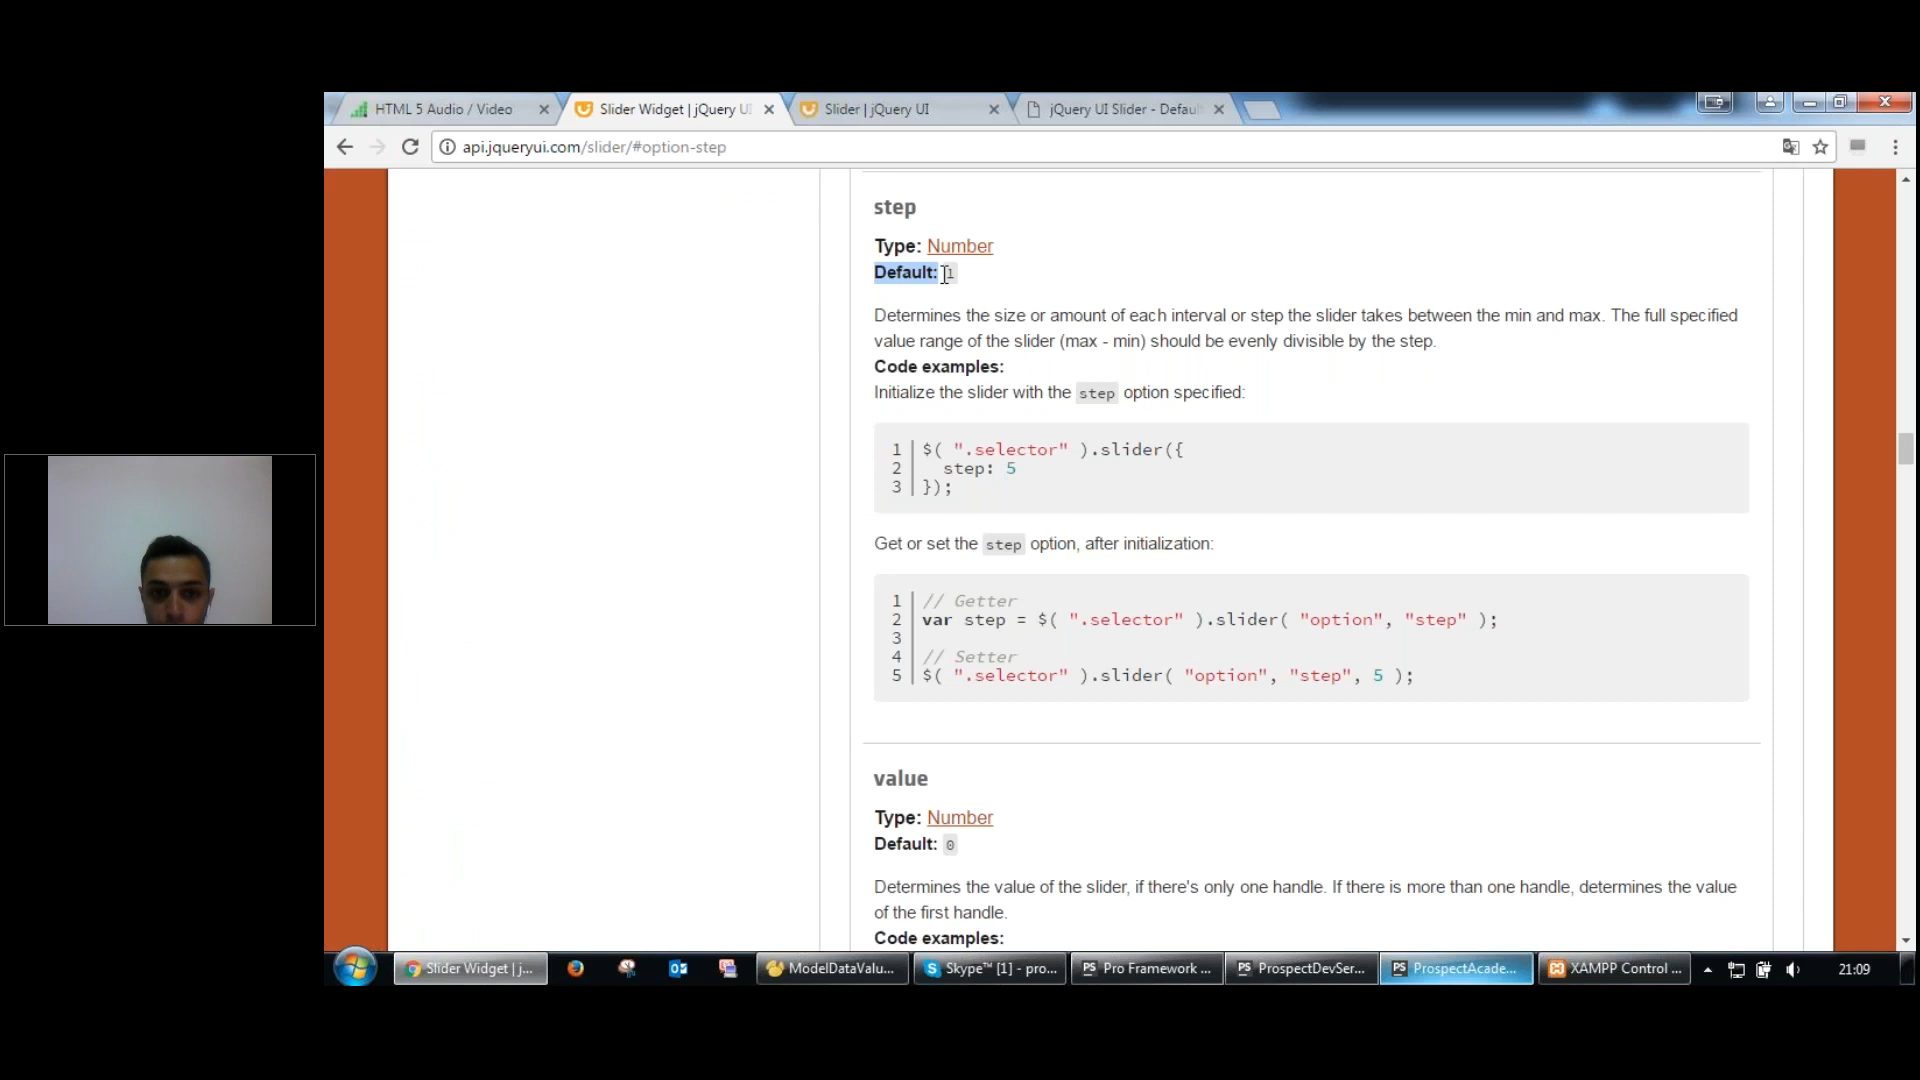 HTML 5 Audio / Video
Slider Widget | jQuery UI
Slider | jQuery UI
jQuery UI Slider - Defaul
api.jqueryui.com/slider/#option-step
step
Type: Number
Default: 1
Determines the size or amount of each interval or step the slider takes between the min and max. The full specified
value range of the slider (max - min) should be evenly divisible by the step.
Code examples:
Initialize the slider with the step option specified:
1 $( ".selector" ).slider({
2 step: 5
3 });
Get or set the step option, after initialization:
1 // Getter
2 var step = $( ".selector" ).slider( "option", "step" );
3
4 // Setter
5 $( ".selector" ).slider( "option", "step", 5 );
value
Type: Number
Default: 0
Determines the value of the slider, if there's only one handle. If there is more than one handle, determines the value
of the first handle.
Code examples:
Slider Widget | j...
ModelDataValu...
Skype™ [1] - pro...
PS Pro Framework ...
PS ProspectDevSer...
PS ProspectAcade...
XAMPP Control ...
21:09